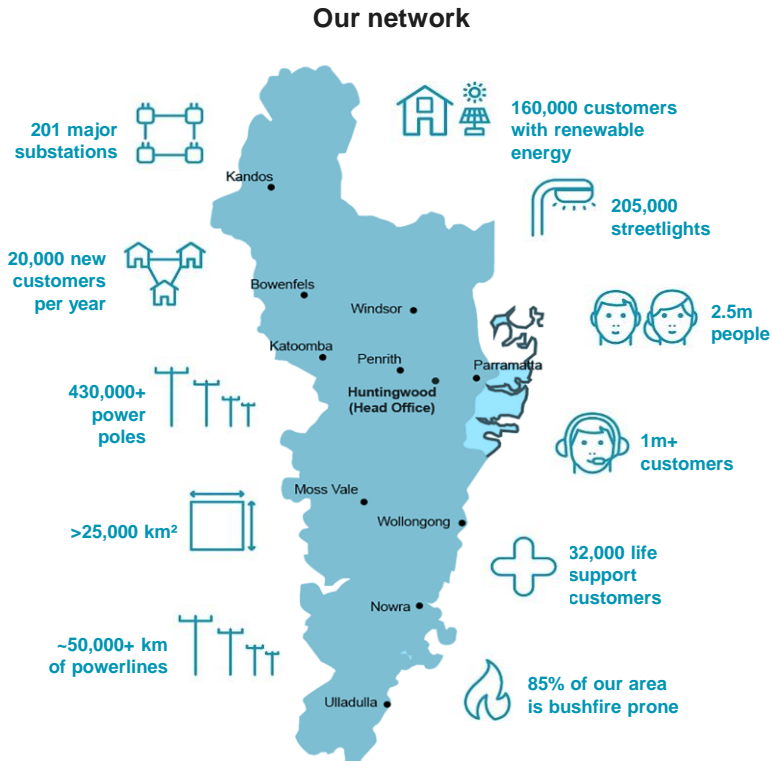 Our network
201 major
substations
160,000 customers
with renewable
energy
Kandos
205,000
streetlights
20,000 new
customers
per year
Bowenfels
Windsor
2.5m
people
Katoomba
Penrith
Parramatta
Huntingwood
(Head Office)
430,000+
power
poles
1m+
customers
Moss Vale
>25,000 km²
Wollongong
32,000 life
support
customers
Nowra
~50,000+ km
of powerlines
85% of our area
is bushfire prone
Ulladulla